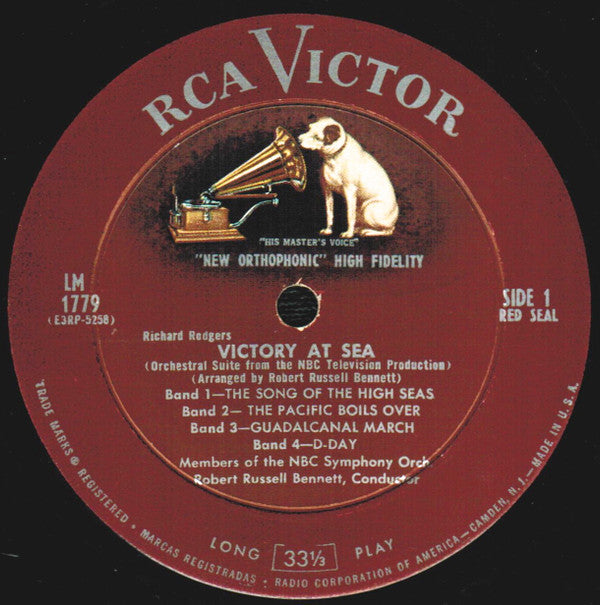 RCA VICTOR
"HIS MASTER'S VOICE"
"NEW ORTHOPHONIC" HIGH FIDELITY
LM
1779
(E3RP-5258)
SIDE 1
RED SEAL
Richard Rodgers
VICTORY AT SEA
(Orchestral Suite from the NBC Television Production)
(Arranged by Robert Russell Bennett)
Band 1—THE SONG OF THE HIGH SEAS
Band 2— THE PACIFIC BOILS OVER
Band 3—GUADALCANAL MARCH
Band 4—D-DAY
Members of the NBC Symphony Orch.
Robert Russell Bennett, Conductor
LONG 33⅓ PLAY
TRADE MARKS ® REGISTERED • MARCAS REGISTRADAS • RADIO CORPORATION OF AMERICA—CAMDEN, N. J.—MADE IN U.S.A.